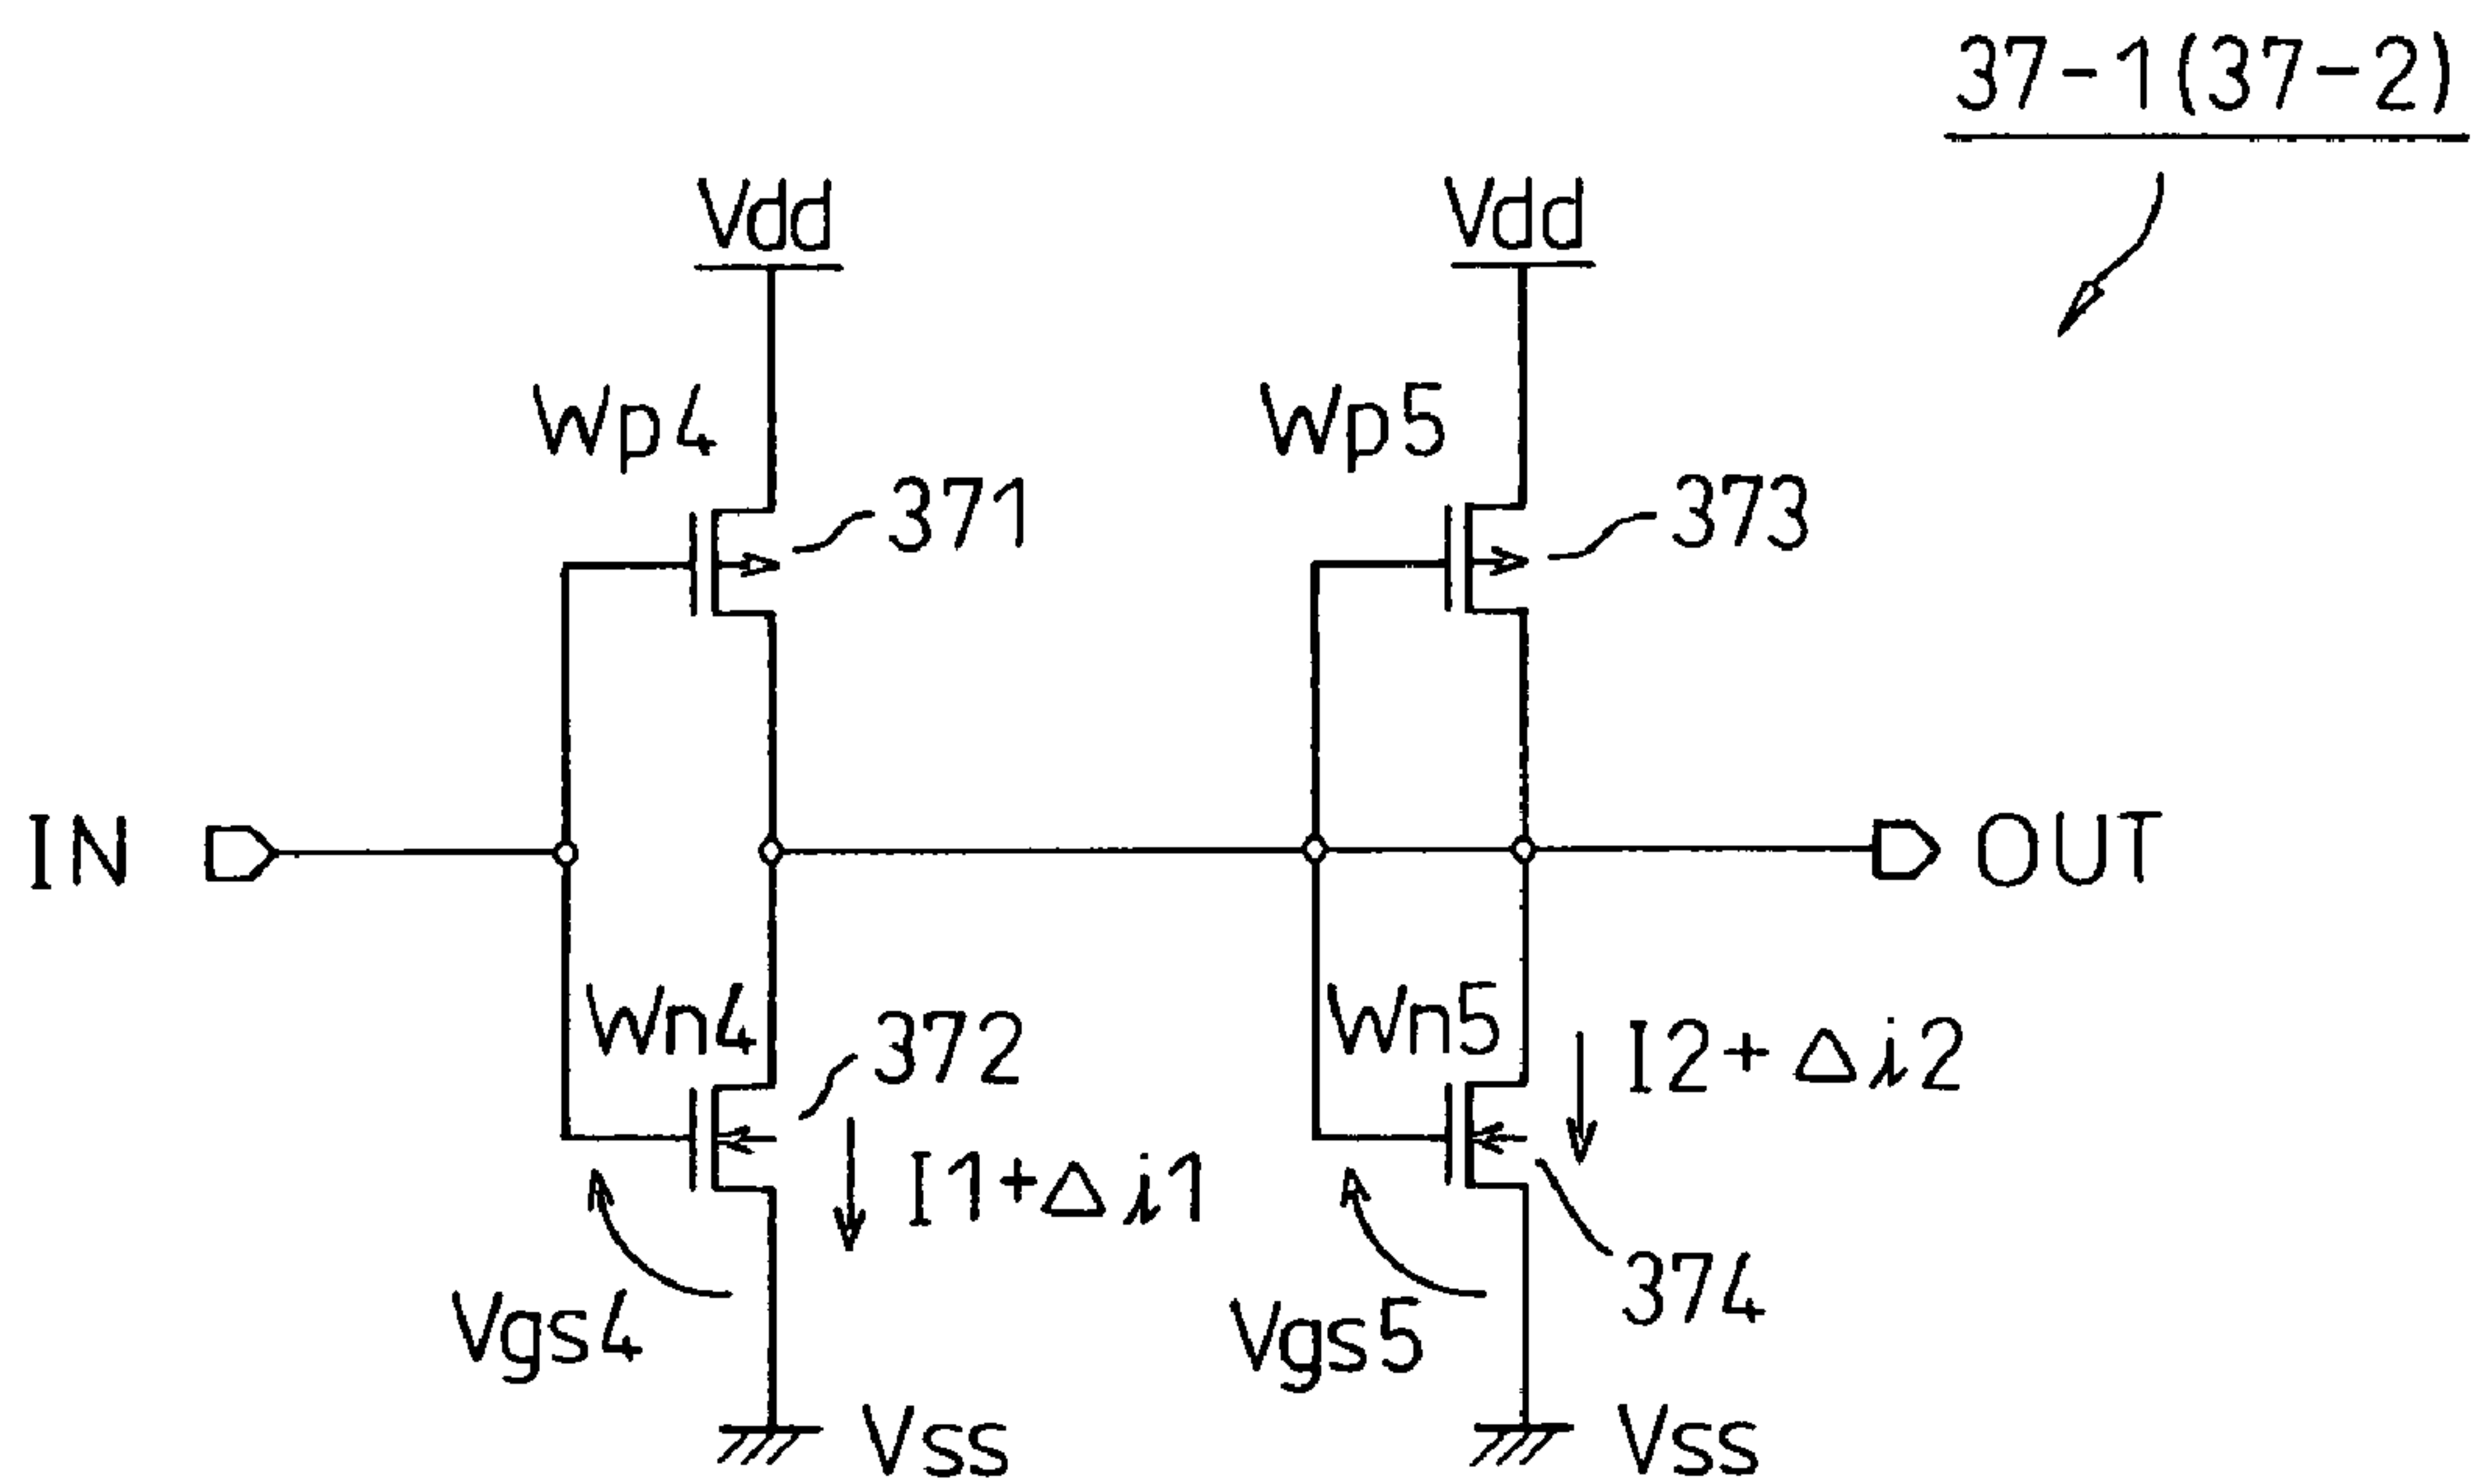 37-1(37-2)
Vdd
Vdd
Wp4
Wp5
371
373
IN
OUT
Wn4
372
Wn5
I2+Δi2
I1+Δi1
374
Vgs4
Vgs5
Vss
Vss